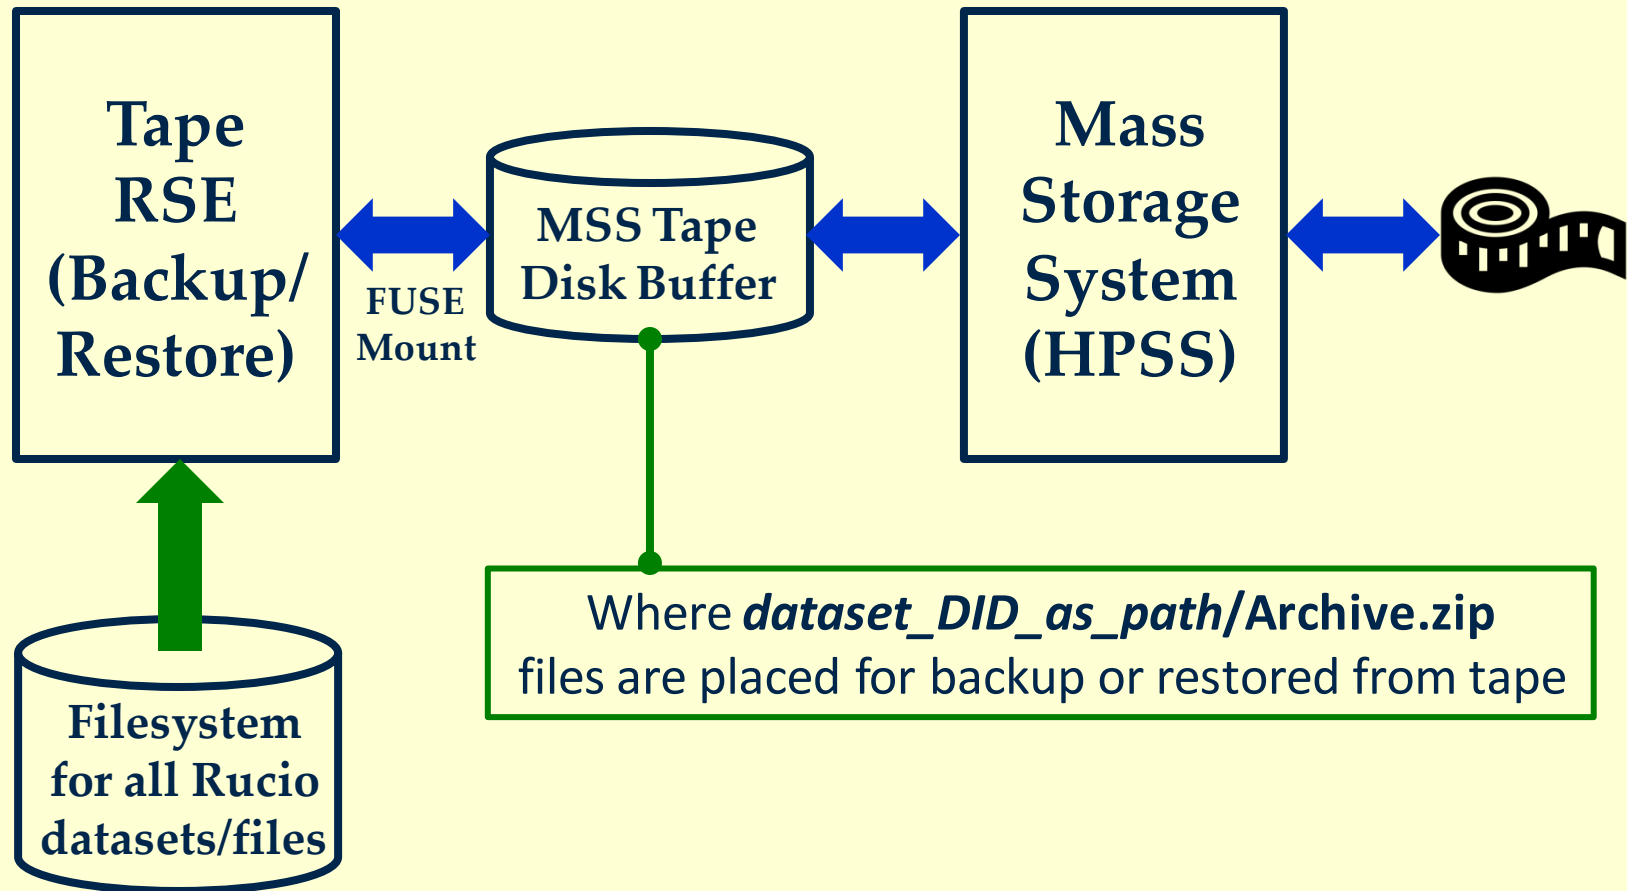 Tape
RSE
(Backup/
Restore)
FUSE
Mount
MSS Tape
Disk Buffer
Mass
Storage
System
(HPSS)
Where dataset_DID_as_path/Archive.zip
files are placed for backup or restored from tape
Filesystem
for all Rucio
datasets/files